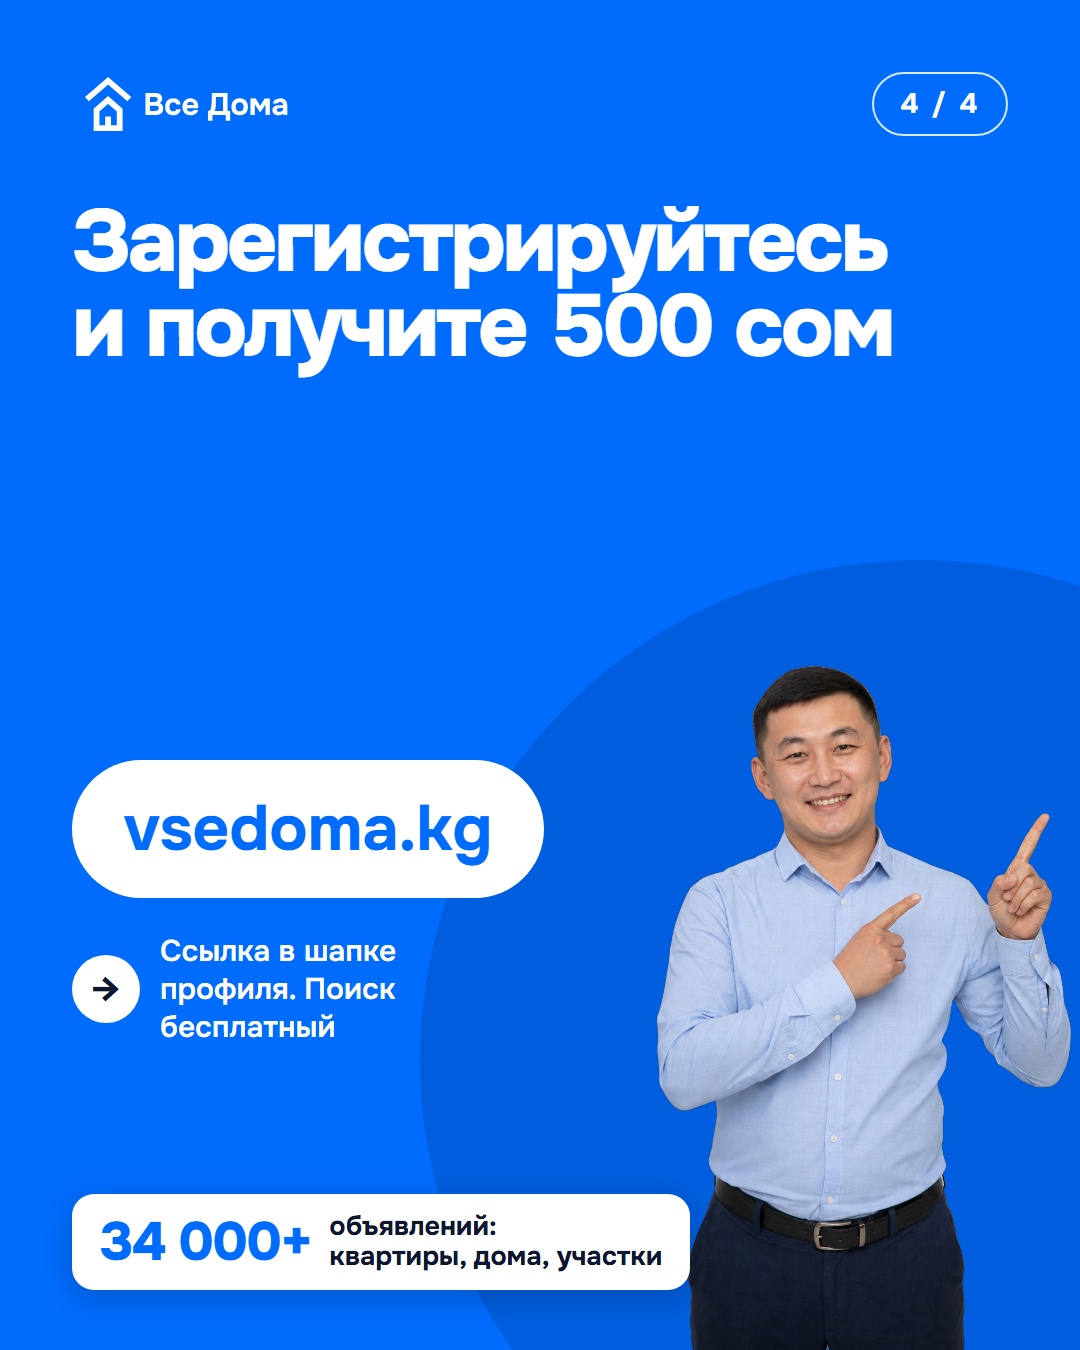 Все Дома
4 / 4
Зарегистрируйтесь
и получите 500 сом
vsedoma.kg
Ссылка в шапке
профиля. Поиск
бесплатный
34 000+
объявлений:
квартиры, дома, участки